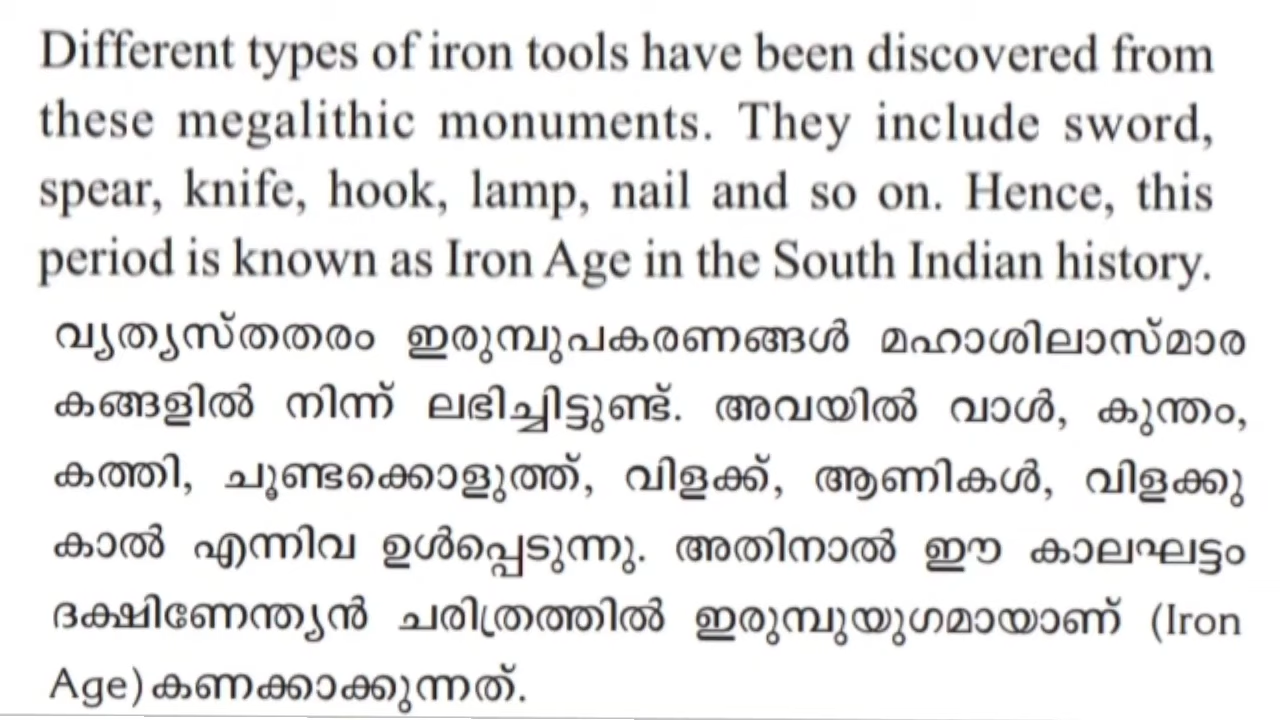 Different types of iron tools have been discovered from
these megalithic monuments. They include sword,
spear, knife, hook, lamp, nail and so on. Hence, this
period is known as Iron Age in the South Indian history.
വ്യത്യസ്തതരം ഇരുമ്പുപകരണങ്ങൾ മഹാശിലാസ്മാര
കങ്ങളിൽ നിന്ന് ലഭിച്ചിട്ടുണ്ട്. അവയിൽ വാൾ, കുന്തം,
കത്തി, ചൂണ്ടക്കൊളുത്ത്, വിളക്ക്, ആണികൾ, വിളക്കു
കാൽ എന്നിവ ഉൾപ്പെടുന്നു. അതിനാൽ ഈ കാലഘട്ടം
ദക്ഷിണേന്ത്യൻ ചരിത്രത്തിൽ ഇരുമ്പുയുഗമായാണ് (Iron
Age) കണക്കാക്കുന്നത്.